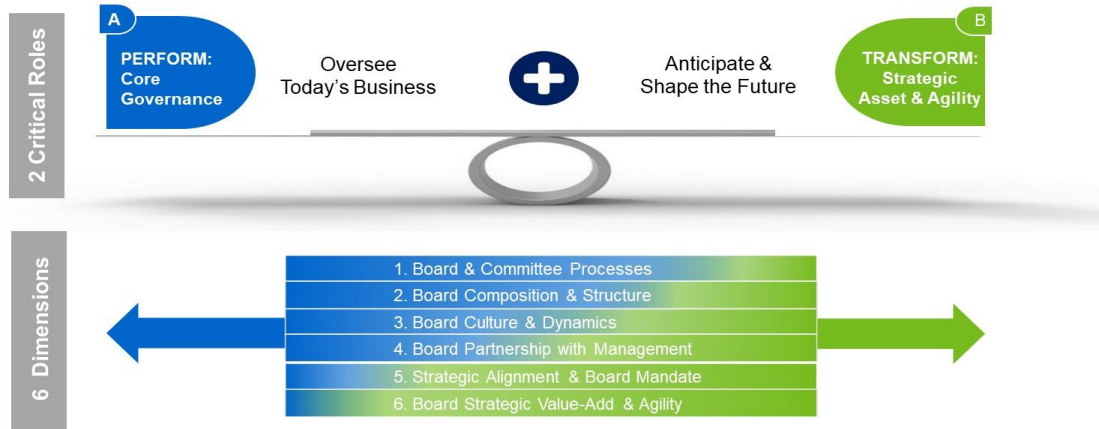 2 Critical Roles
A
PERFORM:
Core
Governance
Oversee
Today's Business
Anticipate &
Shape the Future
B
TRANSFORM:
Strategic
Asset & Agility
6 Dimensions
1. Board & Committee Processes
2. Board Composition & Structure
3. Board Culture & Dynamics
4. Board Partnership with Management
5. Strategic Alignment & Board Mandate
6. Board Strategic Value-Add & Agility